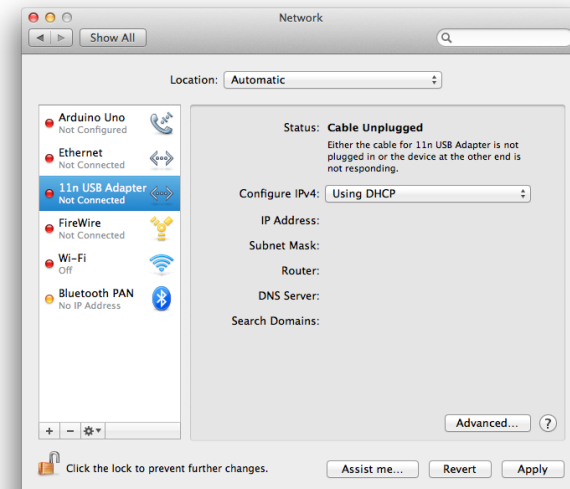 Network
Show All
Location: Automatic
Arduino Uno
Not Configured
Ethernet
Not Connected
11n USB Adapter
Not Connected
FireWire
Not Connected
Wi-Fi
Off
Bluetooth PAN
No IP Address
Status: Cable Unplugged
Either the cable for 11n USB Adapter is not
plugged in or the device at the other end is
not responding.
Configure IPv4: Using DHCP
IP Address:
Subnet Mask:
Router:
DNS Server:
Search Domains:
Advanced... ?
Click the lock to prevent further changes.
Assist me... Revert Apply